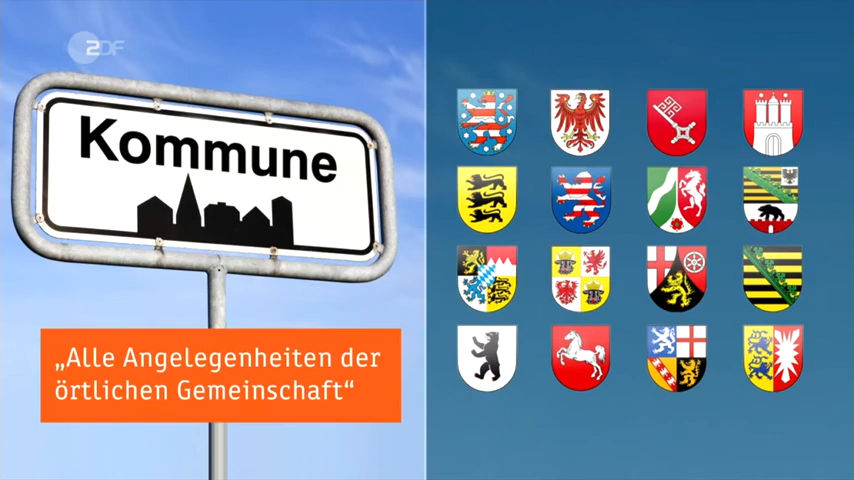 ZDF
Kommune
„Alle Angelegenheiten der
örtlichen Gemeinschaft“